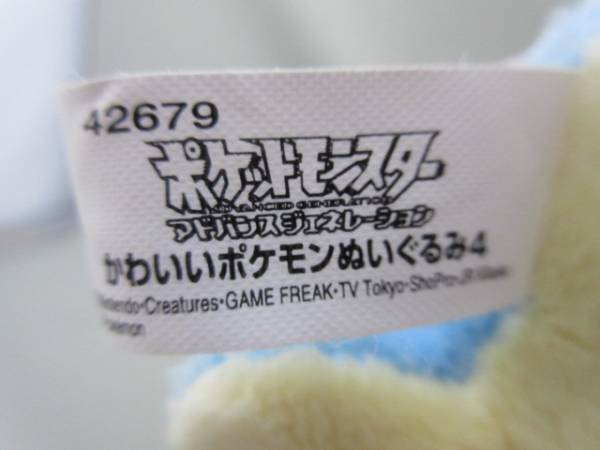 42679
ポケットモンスター
ADVANCED GENERATION
アドバンスジェネレーション
かわいいポケモンぬいぐるみ4
Nintendo・Creatures・GAME FREAK・TV Tokyo・ShoPro・JR Kikaku
Pokémon